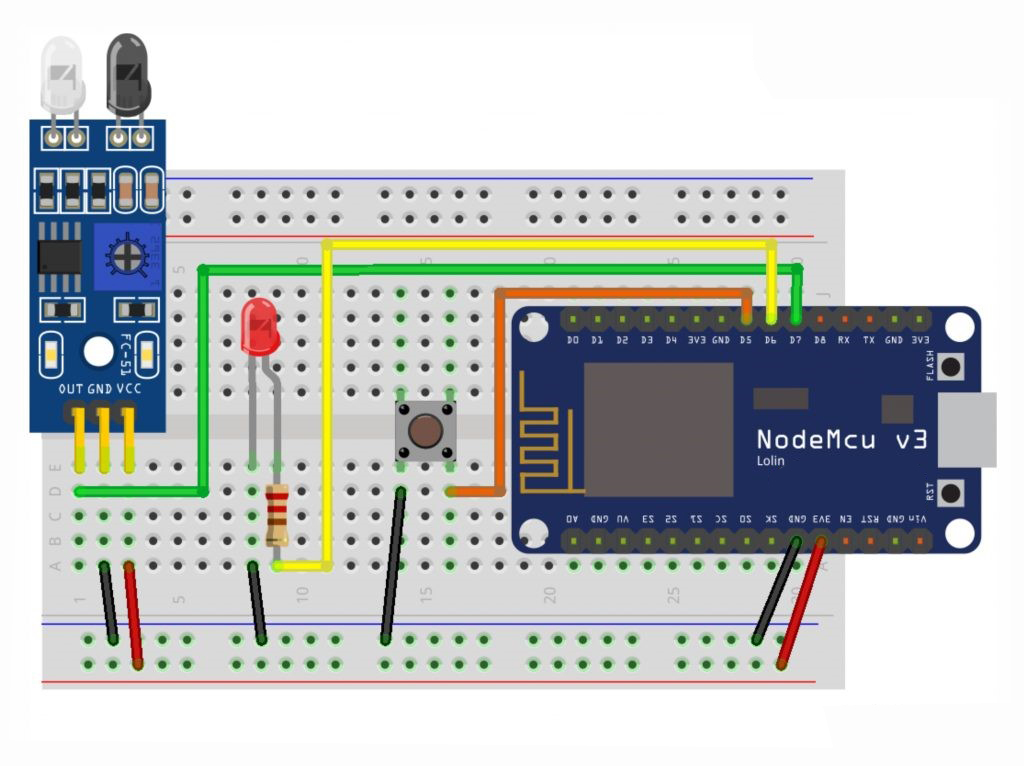 5 10 15 30
J
D0 D1 D2 D3 D4 3V3 GND D5 D6 D7 D8 RX TX GND 3V3
FC-51
FLASH
OUT GND VCC
NodeMcu v3
Lolin
E
D
RST
C
A0 GND VU S3 S2 S1 SC S0 SK GND 3V3 EN RST GND Vin
B
A
1 5 10 15 20 25 30